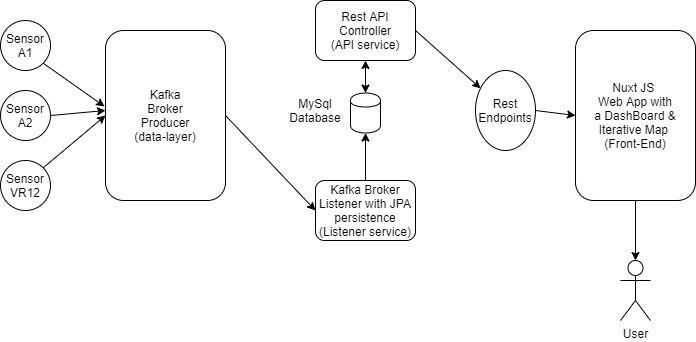 Sensor
A1
Sensor
A2
Sensor
VR12
Kafka
Broker
Producer
(data-layer)
Rest API
Controller
(API service)
MySql
Database
Kafka Broker
Listener with JPA
persistence
(Listener service)
Rest
Endpoints
Nuxt JS
Web App with
a DashBoard &
Iterative Map
(Front-End)
User